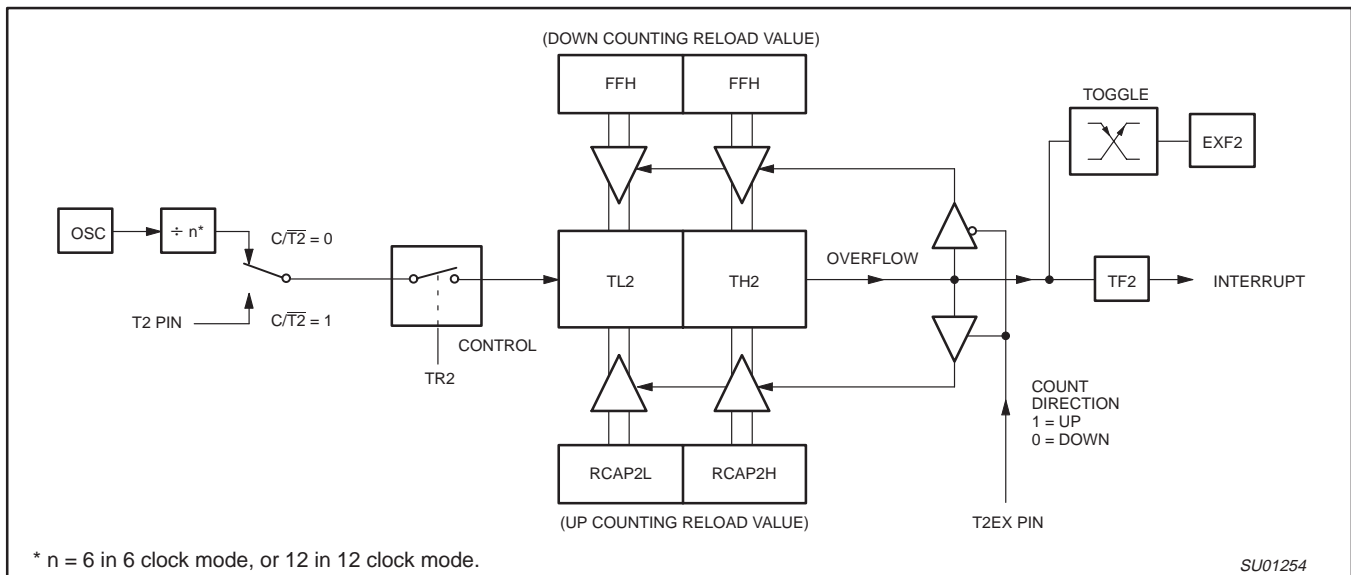 (DOWN COUNTING RELOAD VALUE)
FFH FFH
TOGGLE
EXF2
OSC
÷ n*
C/T̅2̅ = 0
T2 PIN
C/T̅2̅ = 1
CONTROL
TR2
TL2 TH2
OVERFLOW
TF2
INTERRUPT
COUNT
DIRECTION
1 = UP
0 = DOWN
RCAP2L RCAP2H
(UP COUNTING RELOAD VALUE)
T2EX PIN
* n = 6 in 6 clock mode, or 12 in 12 clock mode.
SU01254